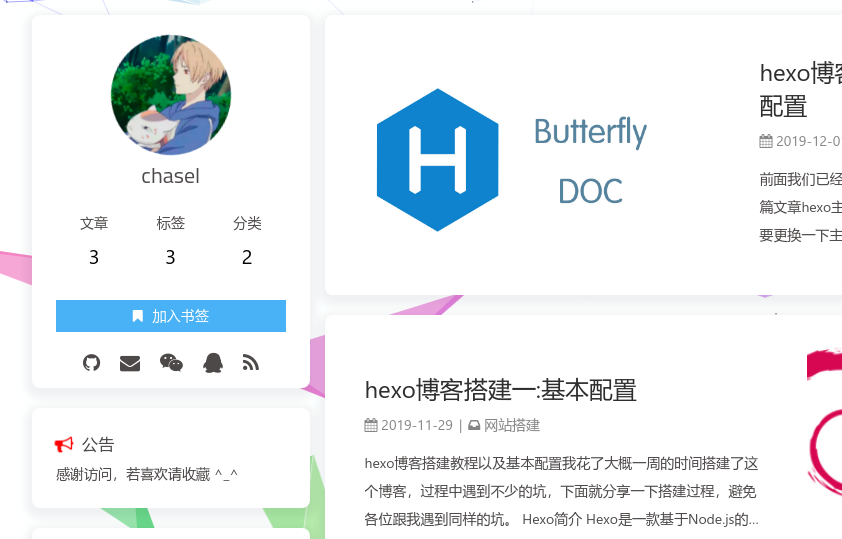 chasel
文章 标签 分类
3 3 2
加入书签
公告
感谢访问，若喜欢请收藏 ^_^
Butterfly
DOC
hexo博客
配置
2019-12-0
前面我们已经
篇文章hexo主
要更换一下主
hexo博客搭建一:基本配置
2019-11-29 | 网站搭建
hexo博客搭建教程以及基本配置我花了大概一周的时间搭建了这
个博客，过程中遇到不少的坑，下面就分享一下搭建过程，避免
各位跟我遇到同样的坑。 Hexo简介 Hexo是一款基于Node.js的...